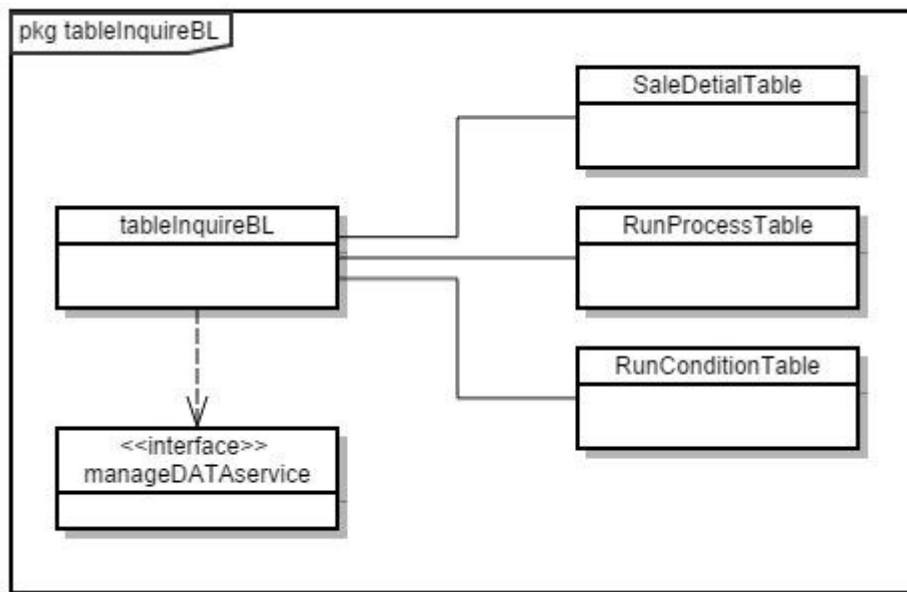 pkg tableInquireBL
SaleDetialTable
tableInquireBL
RunProcessTable
RunConditionTable
<<interface>>
manageDATAservice